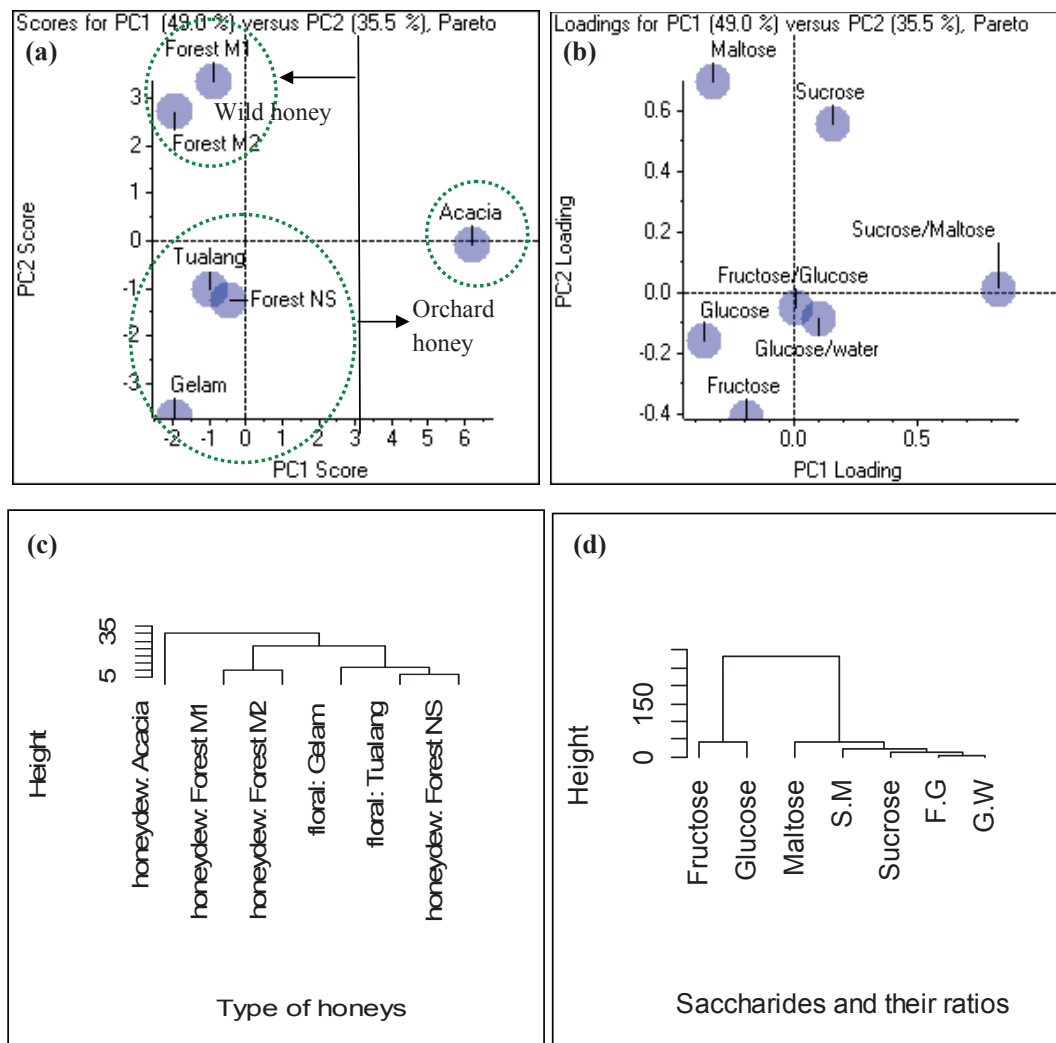 Scores for PC1 (49.0 %) versus PC2 (35.5 %), Pareto
(a)
Forest M1
Wild honey
Forest M2
Acacia
Tualang
Forest NS
Orchard
honey
Gelam
3
2
1
0
-1
-2
-3
PC2 Score
-2 -1 0 1 2 3 4 5 6
PC1 Score
Loadings for PC1 (49.0 %) versus PC2 (35.5 %), Pareto
(b)
Maltose
Sucrose
Sucrose/Maltose
Fructose/Glucose
Glucose
Glucose/water
Fructose
0.6
0.4
0.2
0.0
-0.2
-0.4
PC2 Loading
0.0 0.5
PC1 Loading
(c)
35
5
Height
honeydew: Acacia
honeydew: Forest M1
honeydew: Forest M2
floral: Gelam
floral: Tualang
honeydew: Forest NS
Type of honeys
(d)
150
0
Height
Fructose
Glucose
Maltose
S.M
Sucrose
F.G
G.W
Saccharides and their ratios